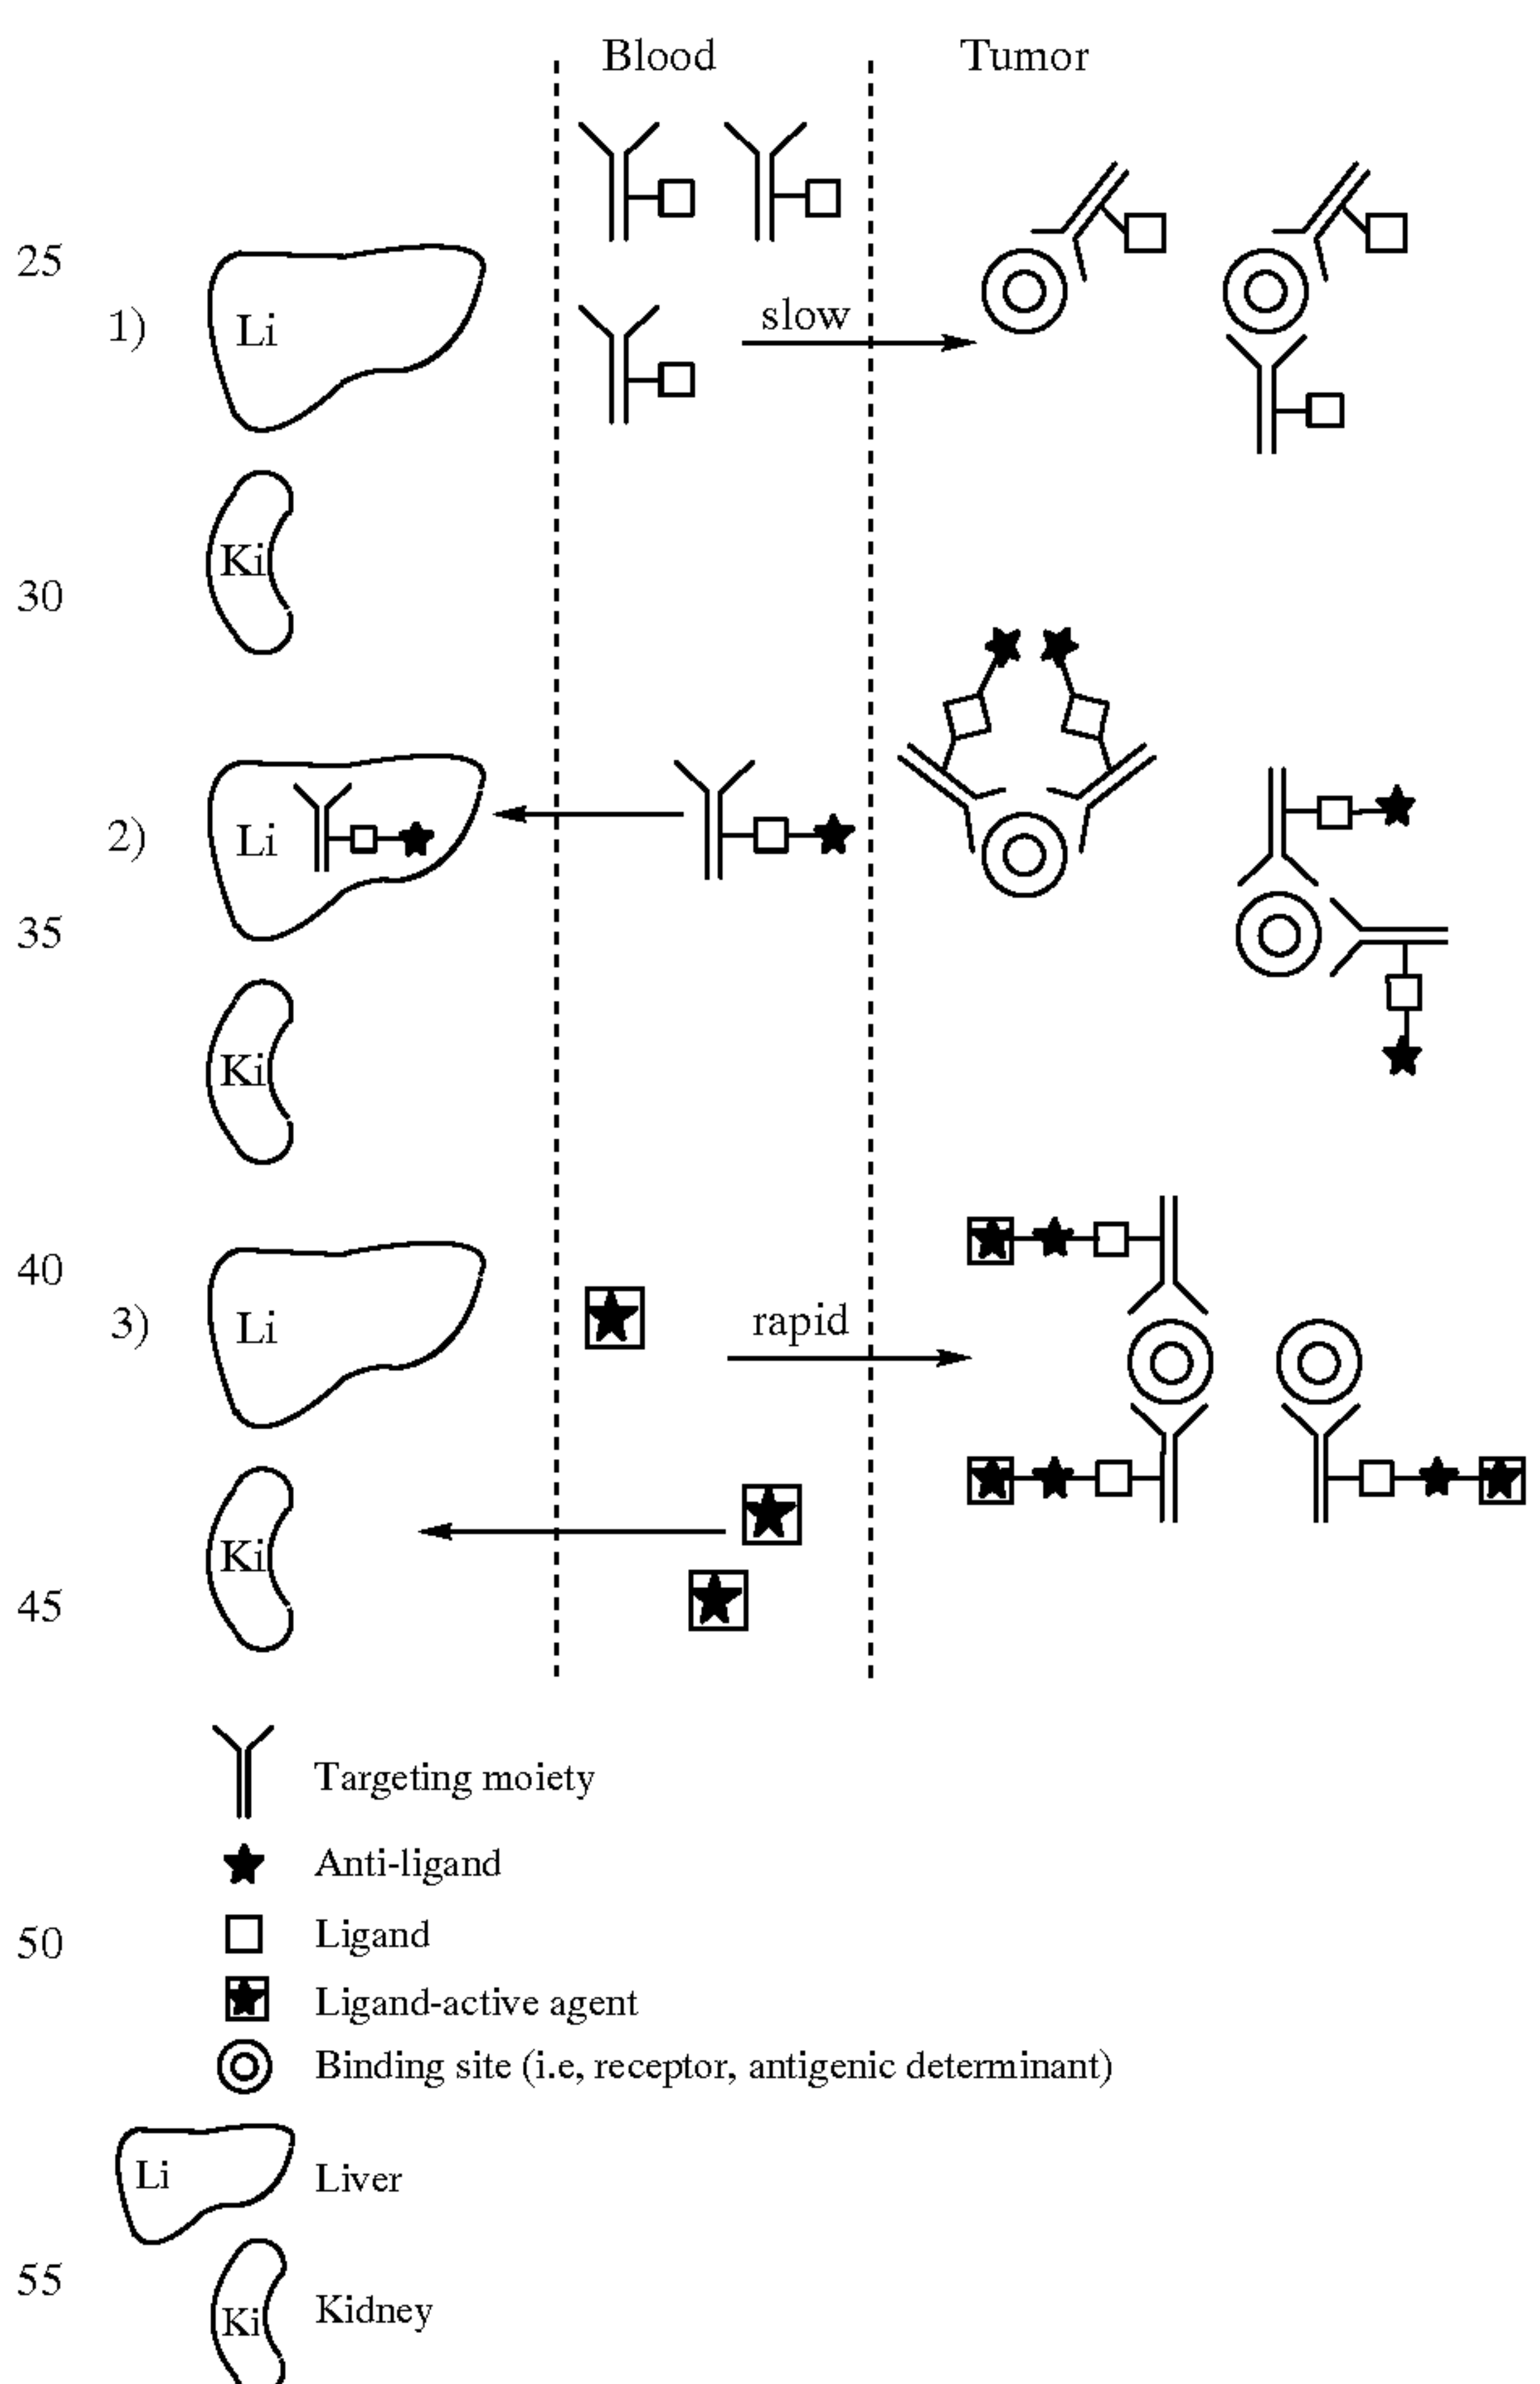 Blood Tumor
25
1) Li slow
Ki
30
2) Li
35
Ki
40
3) Li rapid
Ki
45
Targeting moiety
Anti-ligand
50 Ligand
Ligand-active agent
Binding site (i.e, receptor, antigenic determinant)
Li Liver
55
Ki Kidney